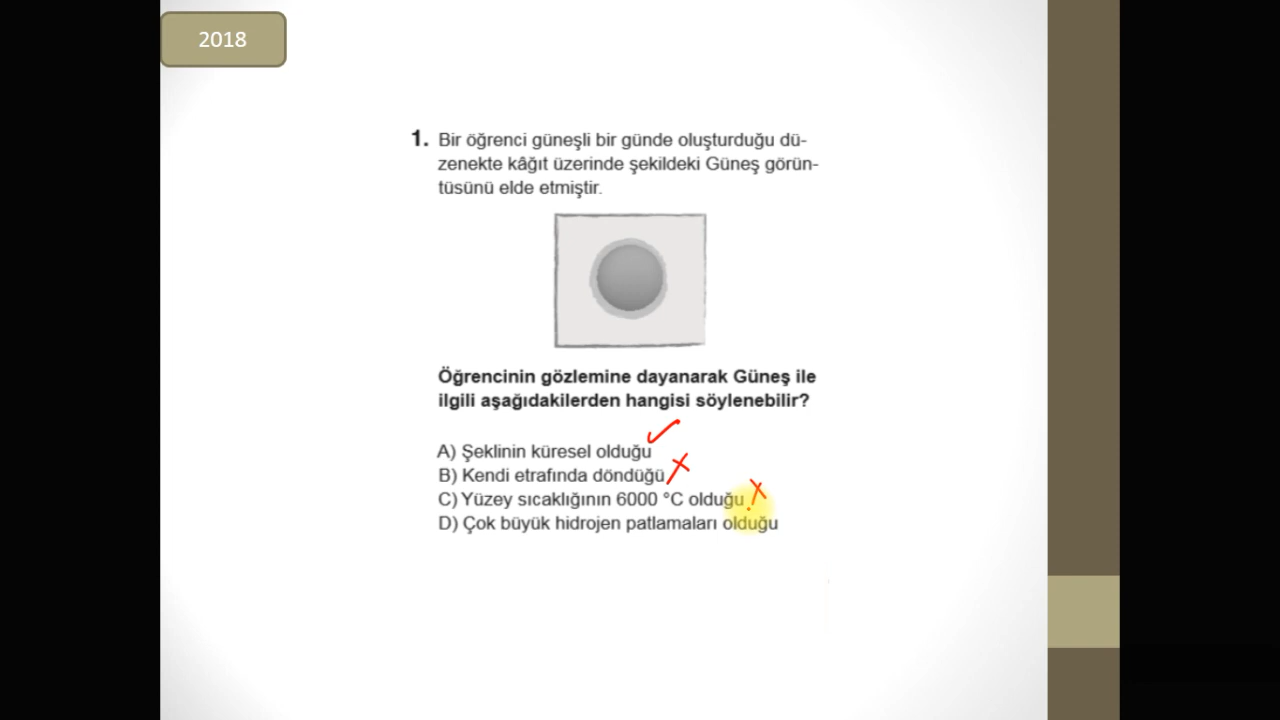 2018
1. Bir öğrenci güneşli bir günde oluşturduğu dü-
zenekte kâğıt üzerinde şekildeki Güneş görün-
tüsünü elde etmiştir.
Öğrencinin gözlemine dayanarak Güneş ile
ilgili aşağıdakilerden hangisi söylenebilir?
A) Şeklinin küresel olduğu
B) Kendi etrafında döndüğü
C) Yüzey sıcaklığının 6000 °C olduğu
D) Çok büyük hidrojen patlamaları olduğu